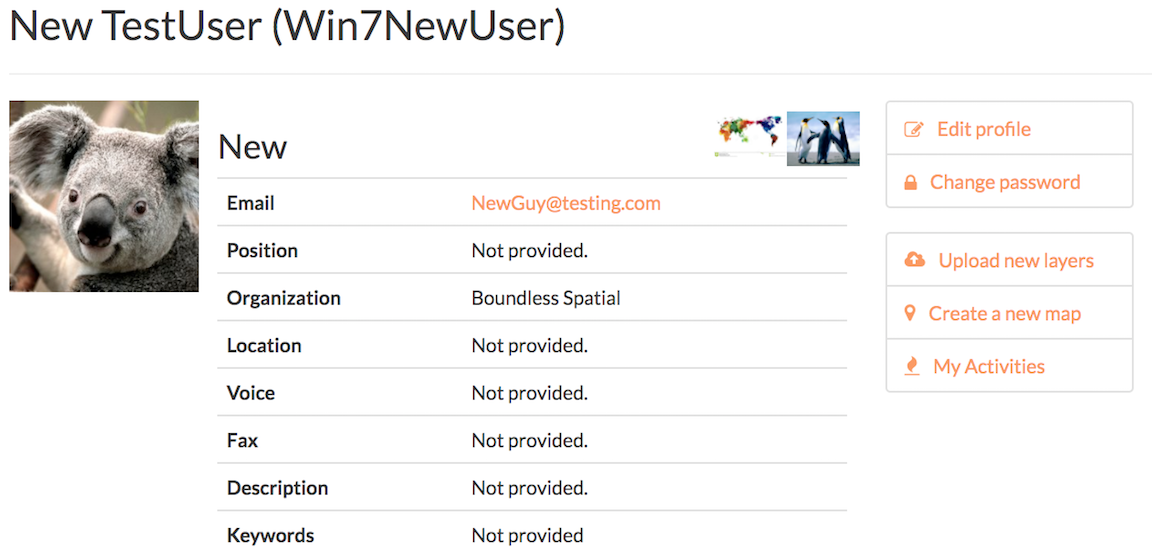 New TestUser (Win7NewUser)
New
Email NewGuy@testing.com
Position Not provided.
Organization Boundless Spatial
Location Not provided.
Voice Not provided.
Fax Not provided.
Description Not provided.
Keywords Not provided
Edit profile
Change password
Upload new layers
Create a new map
My Activities